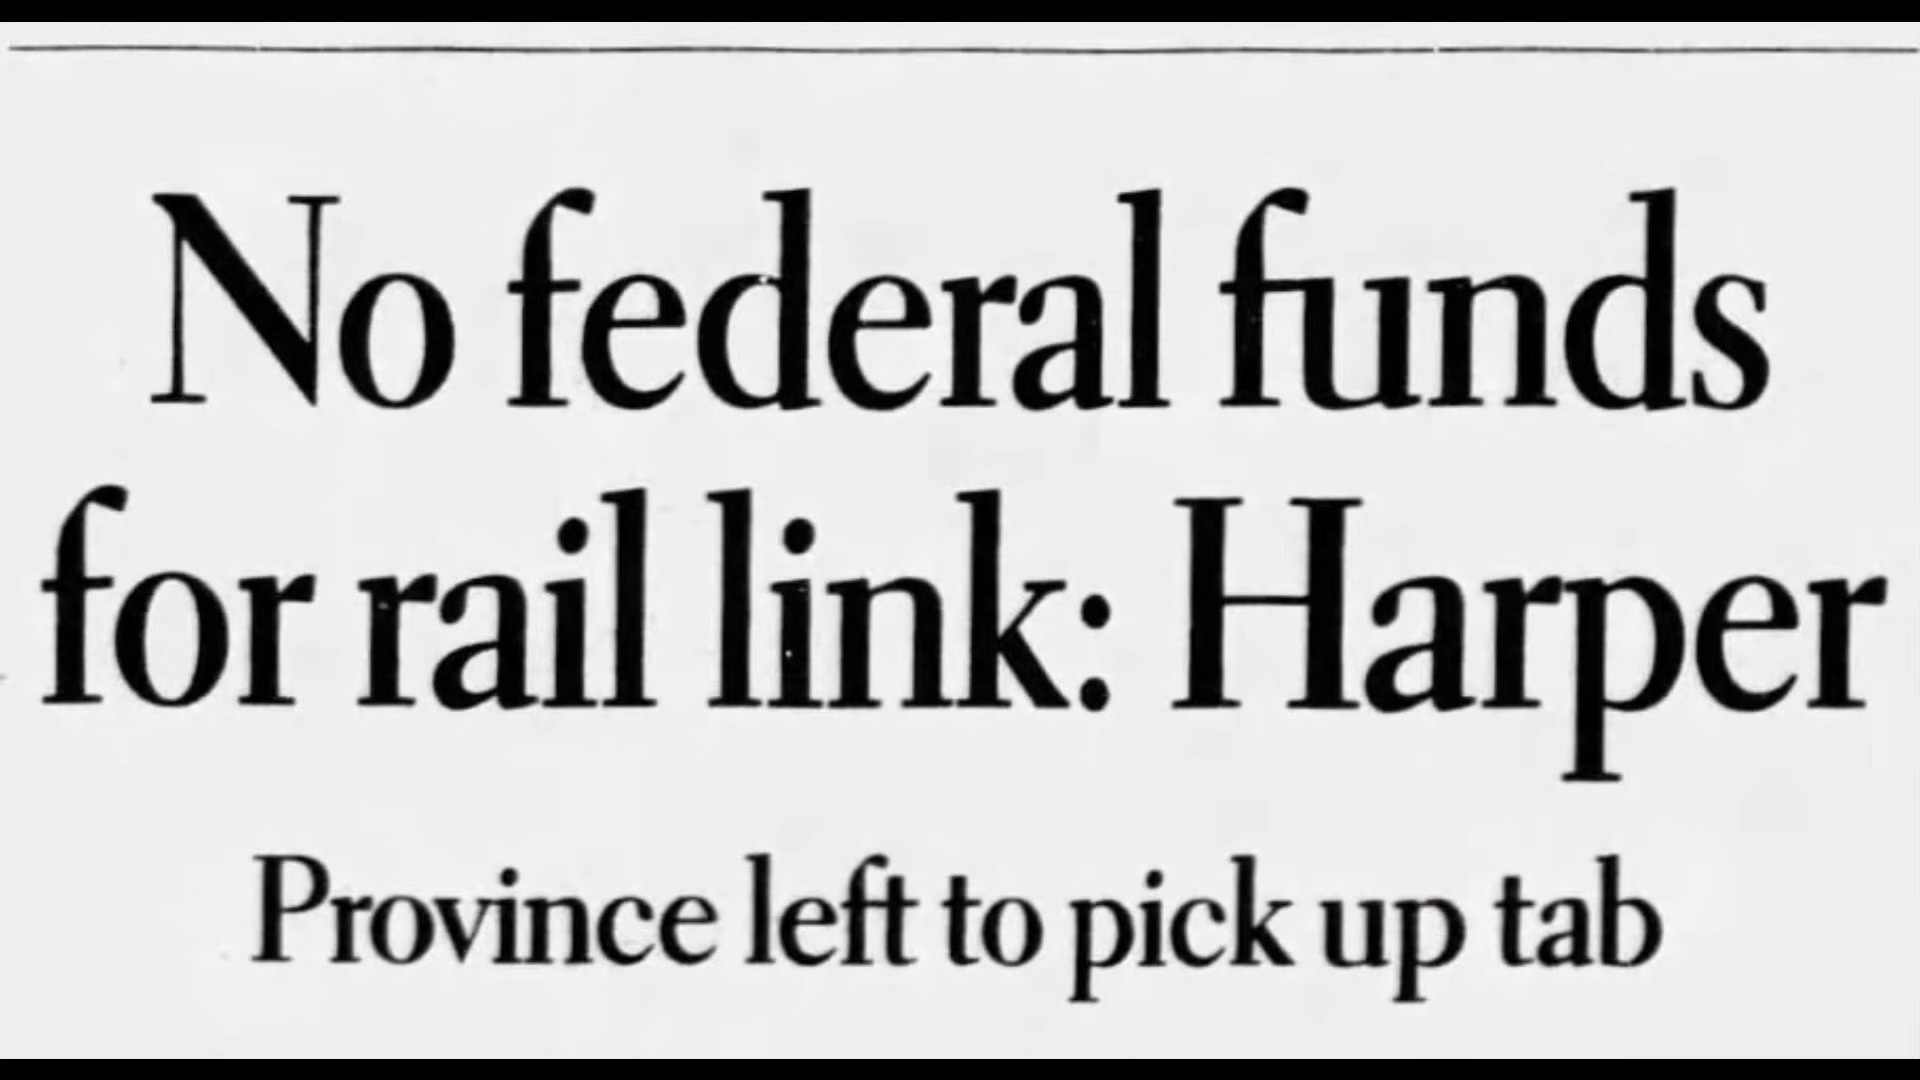 No federal funds
for rail link: Harper
Province left to pick up tab